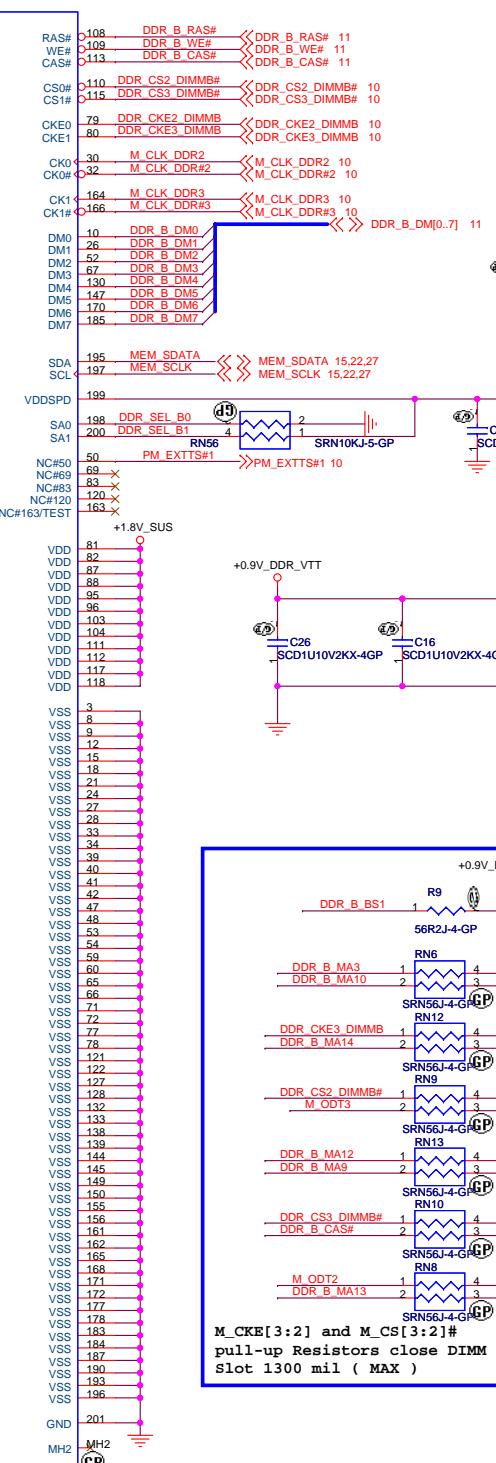 RAS# 108 DDR_B_RAS# DDR_B_RAS# 11
WE# 109 DDR_B_WE# DDR_B_WE# 11
CAS# 113 DDR_B_CAS# DDR_B_CAS# 11
CS0# 110 DDR_CS2_DIMMB# DDR_CS2_DIMMB# 10
CS1# 115 DDR_CS3_DIMMB# DDR_CS3_DIMMB# 10
CKE0 79 DDR_CKE2_DIMMB DDR_CKE2_DIMMB 10
CKE1 80 DDR_CKE3_DIMMB DDR_CKE3_DIMMB 10
CK0 30 M_CLK_DDR2 M_CLK_DDR2 10
CK0# 32 M_CLK_DDR#2 M_CLK_DDR#2 10
CK1 164 M_CLK_DDR3 M_CLK_DDR3 10
CK1# 166 M_CLK_DDR#3 M_CLK_DDR#3 10
DDR_B_DM[0..7] 11
DM0 10 DDR_B_DM0
DM1 26 DDR_B_DM1
DM2 52 DDR_B_DM2
DM3 67 DDR_B_DM3
DM4 130 DDR_B_DM4
DM5 147 DDR_B_DM5
DM6 170 DDR_B_DM6
DM7 185 DDR_B_DM7
SDA 195 MEM_SDATA MEM_SDATA 15,22,27
SCL 197 MEM_SCLK MEM_SCLK 15,22,27
VDDSPD 199
GP
SA0 198 DDR_SEL_B0 2
SA1 200 DDR_SEL_B1 4 1
RN56 SRN10KJ-5-GP
NC#50 50 PM_EXTTS#1 PM_EXTTS#1 10
NC#69 69
NC#83 83
NC#120 120
NC#163/TEST 163
+1.8V_SUS
VDD 81
VDD 82
VDD 87
VDD 88
VDD 95
VDD 96
VDD 103
VDD 104
VDD 111
VDD 112
VDD 117
VDD 118
+0.9V_DDR_VTT
C26
SCD1U10V2KX-4GP
1
C16
SCD1U10V2KX-4G
1
VSS 3
VSS 8
VSS 9
VSS 12
VSS 15
VSS 18
VSS 21
VSS 24
VSS 27
VSS 28
VSS 33
VSS 34
VSS 39
VSS 40
VSS 41
VSS 42
VSS 47
VSS 48
VSS 53
VSS 54
VSS 59
VSS 60
VSS 65
VSS 66
VSS 71
VSS 72
VSS 77
VSS 78
VSS 121
VSS 122
VSS 127
VSS 128
VSS 132
VSS 133
VSS 138
VSS 139
VSS 144
VSS 145
VSS 149
VSS 150
VSS 155
VSS 156
VSS 161
VSS 162
VSS 165
VSS 168
VSS 171
VSS 172
VSS 177
VSS 178
VSS 183
VSS 184
VSS 187
VSS 190
VSS 193
VSS 196
GND 201
MH2 MH2
GP
R9
DDR_B_BS1 1
56R2J-4-GP
RN6
DDR_B_MA3 1 4
DDR_B_MA10 2 3
SRN56J-4-GP GP
RN12
DDR_CKE3_DIMMB 1 4
DDR_B_MA14 2 3
SRN56J-4-GP GP
RN9
DDR_CS2_DIMMB# 1 4
M_ODT3 2 3
SRN56J-4-GP GP
RN13
DDR_B_MA12 1 4
DDR_B_MA9 2 3
SRN56J-4-GP GP
RN10
DDR_CS3_DIMMB# 1 4
DDR_B_CAS# 2 3
SRN56J-4-GP GP
RN8
M_ODT2 1 4
DDR_B_MA13 2 3
SRN56J-4-GP GP
M_CKE[3:2] and M_CS[3:2]#
pull-up Resistors close DIMM
Slot 1300 mil ( MAX )